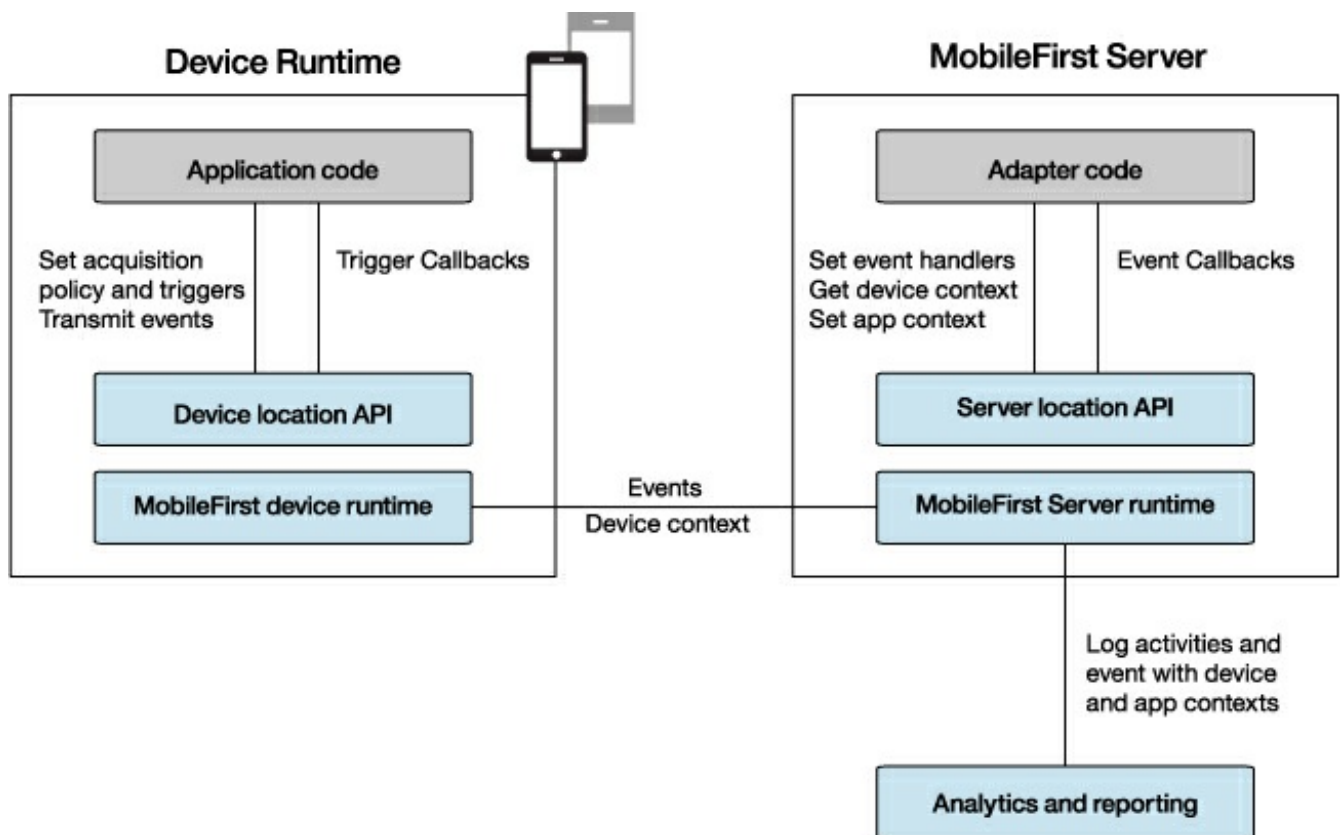 Device Runtime
MobileFirst Server
Application code
Adapter code
Set acquisition
policy and triggers
Transmit events
Trigger Callbacks
Set event handlers
Get device context
Set app context
Event Callbacks
Device location API
Server location API
MobileFirst device runtime
Events
Device context
MobileFirst Server runtime
Log activities and
event with device
and app contexts
Analytics and reporting